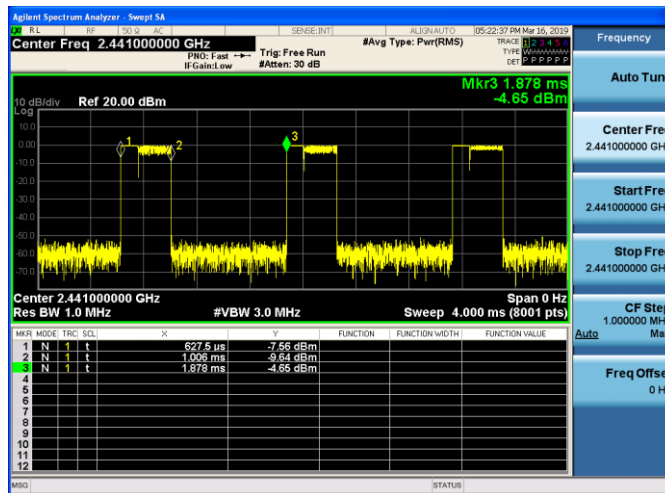 Agilent Spectrum Analyzer - Swept SA
RL RF 50 Ω AC SENSE:INT ALIGNAUTO 05:22:37 PM Mar 16, 2019
Center Freq 2.441000000 GHz
PNO: Fast
IFGain:Low
Trig: Free Run
#Atten: 30 dB
#Avg Type: Pwr(RMS)
TRACE 1 2 3 4 5 6
TYPE
DET P P P P P P
Frequency
Mkr3 1.878 ms
-4.65 dBm
10 dB/div Ref 20.00 dBm
Log
10.0
0.00
-10.0
-20.0
-30.0
-40.0
-50.0
-60.0
-70.0
1
2
3
Center 2.441000000 GHz Span 0 Hz
Res BW 1.0 MHz #VBW 3.0 MHz Sweep 4.000 ms (8001 pts)
MKR MODE TRC SCL X Y FUNCTION FUNCTION WIDTH FUNCTION VALUE
1 N 1 t 627.5 µs -7.56 dBm
2 N 1 t 1.006 ms -9.64 dBm
3 N 1 t 1.878 ms -4.65 dBm
4
5
6
7
8
9
10
11
12
MSG STATUS
Auto Tun
Center Fre
2.441000000 GH
Start Fre
2.441000000 GH
Stop Fre
2.441000000 GH
CF Step
1.000000 MH
Auto Ma
Freq Offse
0 H